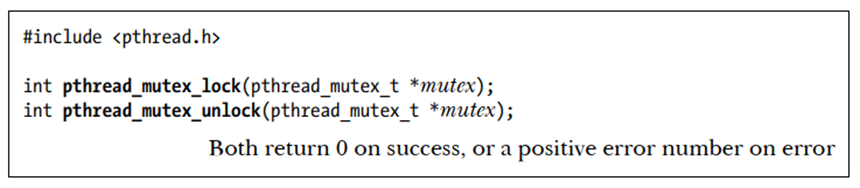 #include <pthread.h>
int pthread_mutex_lock(pthread_mutex_t *mutex);
int pthread_mutex_unlock(pthread_mutex_t *mutex);
Both return 0 on success, or a positive error number on error